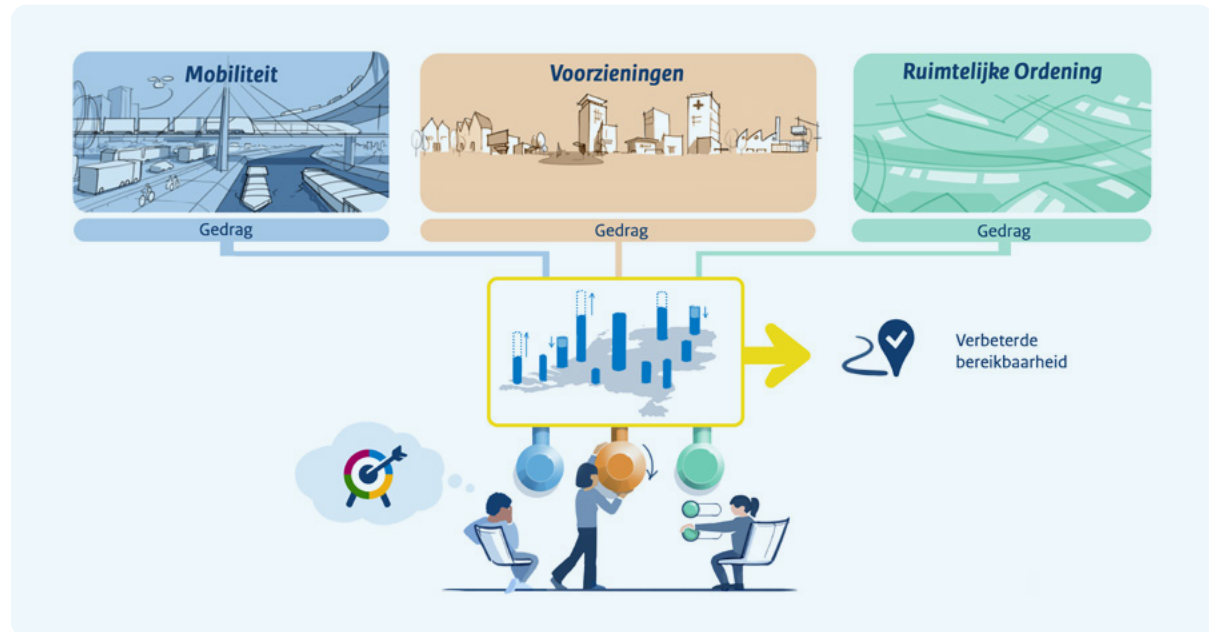 Mobiliteit
Voorzieningen
Ruimtelijke Ordening
Gedrag
Gedrag
Gedrag
Verbeterde
bereikbaarheid